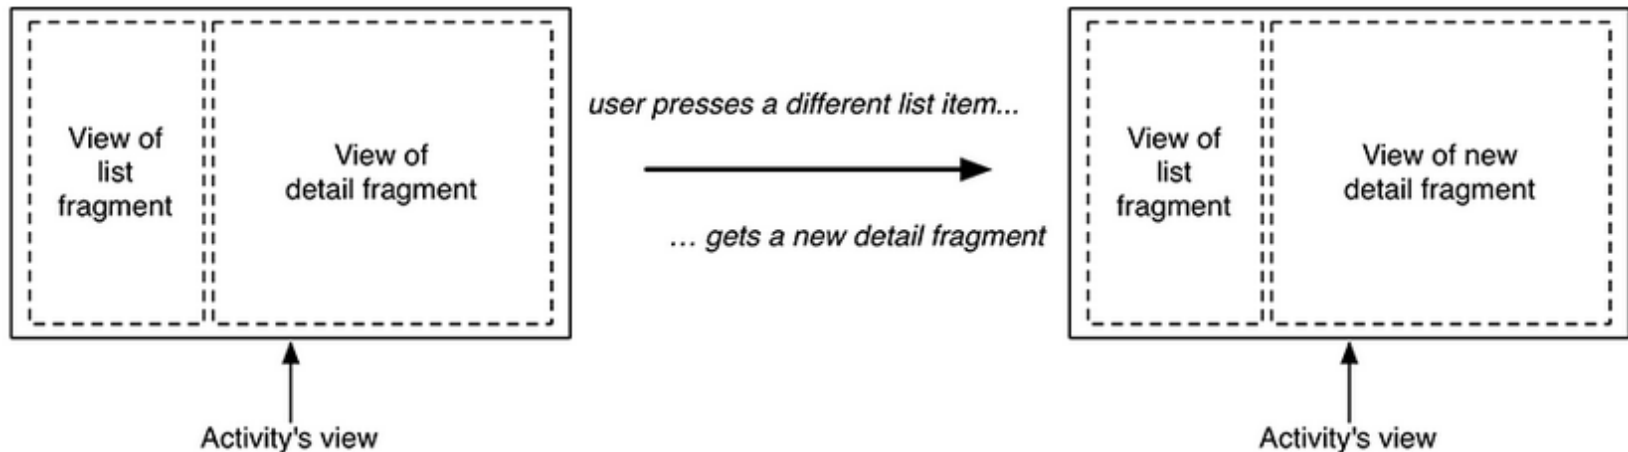 View of
list
fragment
View of
detail fragment
user presses a different list item...
… gets a new detail fragment
View of
list
fragment
View of new
detail fragment
Activity's view
Activity's view